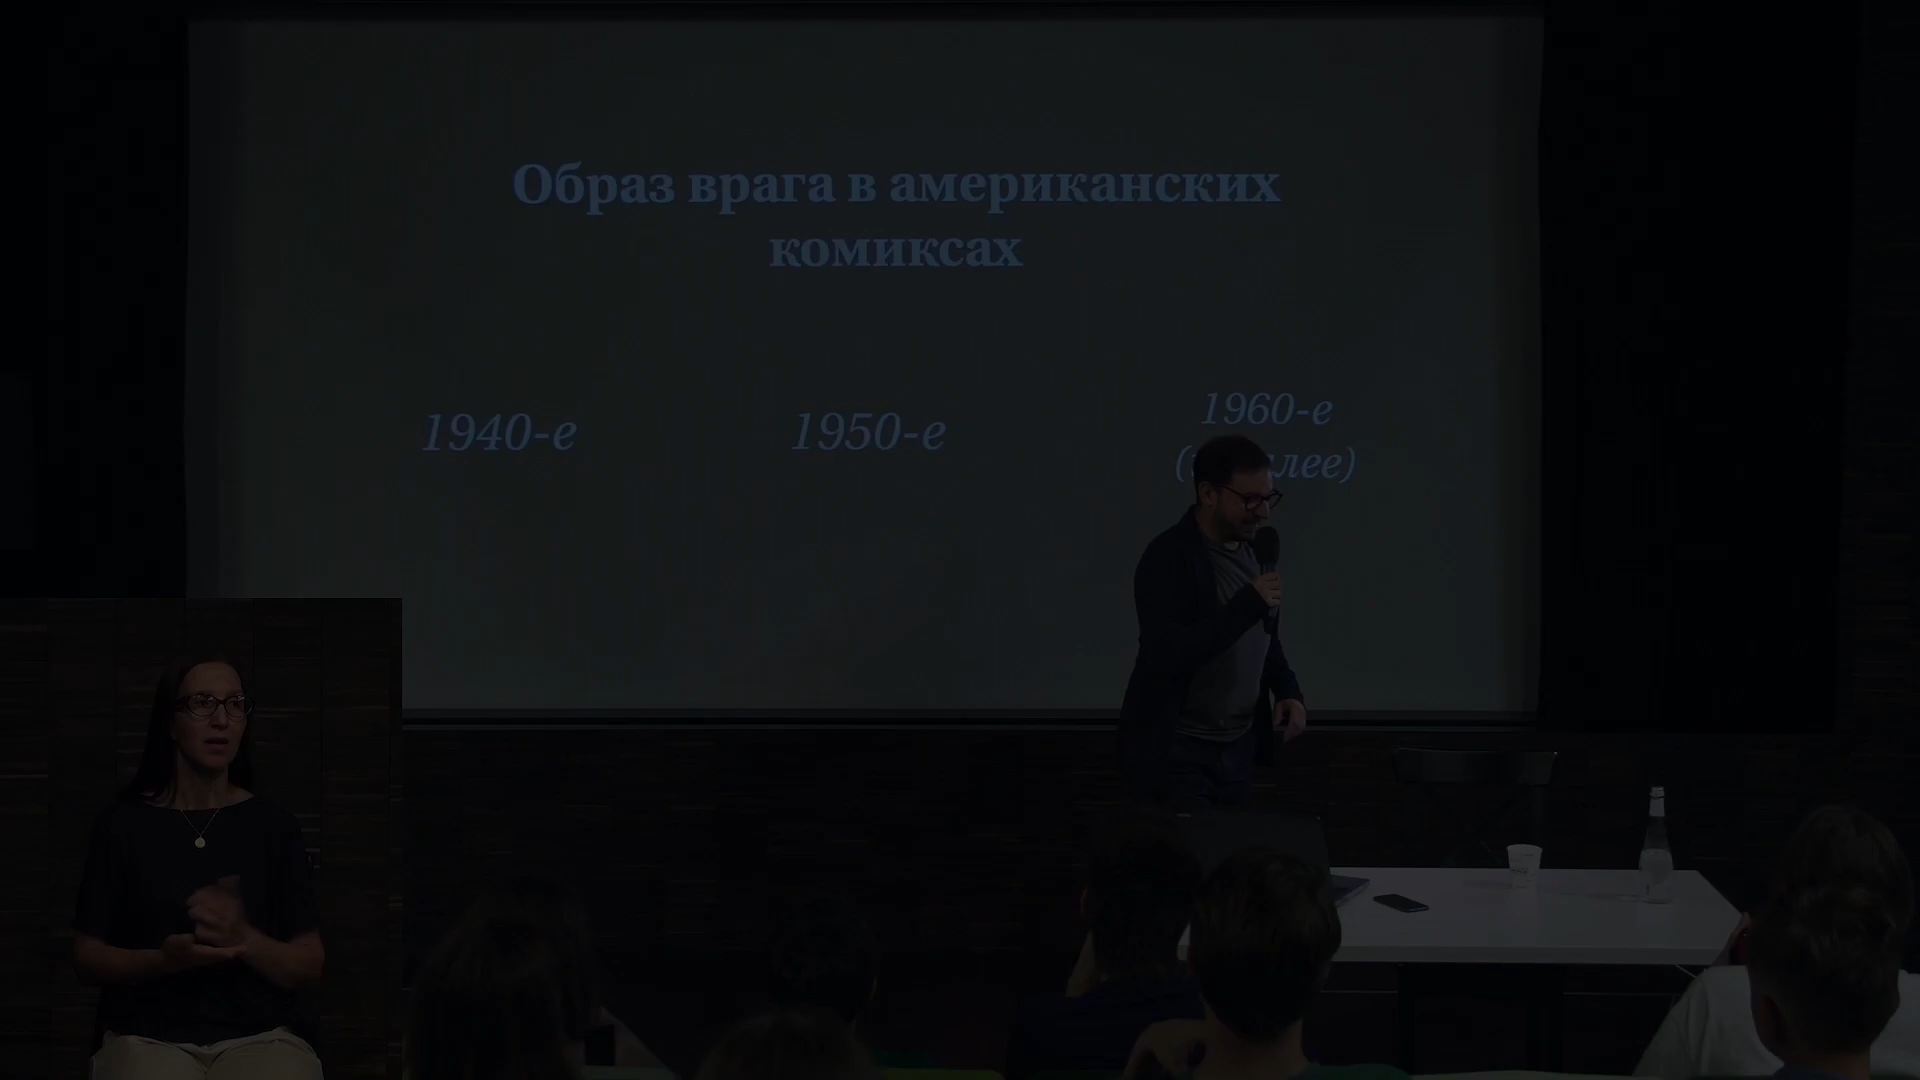 Образ врага в американских
комиксах
1940-е
1950-е
1960-е